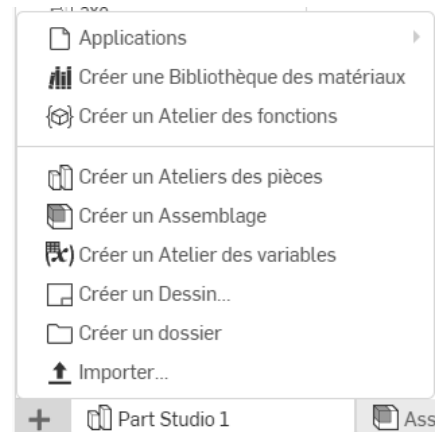 Applications
Créer une Bibliothèque des matériaux
Créer un Atelier des fonctions
Créer un Ateliers des pièces
Créer un Assemblage
Créer un Atelier des variables
Créer un Dessin...
Créer un dossier
Importer...
+ Part Studio 1 Ass